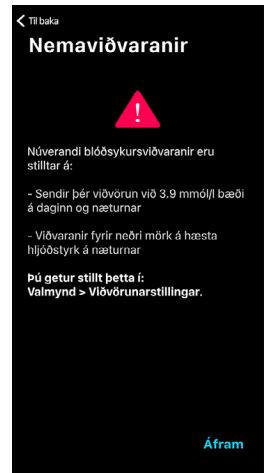 Til baka
Nemaviðvaranir
Núverandi blóðsykursviðvaranir eru
stilltar á:
- Sendir þér viðvörun við 3.9 mmól/l bæði
á daginn og næturnar
- Viðvaranir fyrir neðri mörk á hæsta
hljóðstyrk á næturnar
Þú getur stillt þetta í:
Valmynd > Viðvörunarstillingar.
Áfram